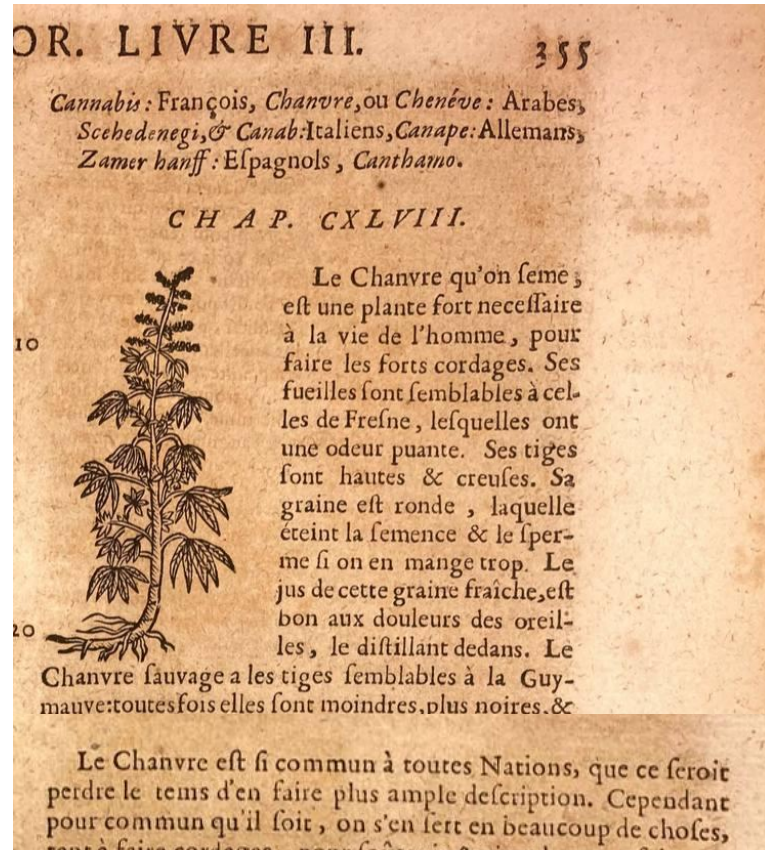 OR. LIVRE III. 355
Cannabis: François, Chanvre, ou Chenéve: Arabes,
Scehedenegi, & Canab: Italiens, Canape: Allemans,
Zamer hanff: Eſpagnols, Canthamo.
CHAP. CXLVIII.
Le Chanvre qu'on ſeme,
eſt une plante fort neceſſaire
10
à la vie de l'homme, pour
faire les forts cordages. Ses
fueilles ſont ſemblables à cel-
les de Freſne, leſquelles ont
une odeur puante. Ses tiges
ſont hautes & creuſes. Sa
graine eſt ronde, laquelle
éteint la ſemence & le ſper-
me ſi on en mange trop. Le
jus de cette graine fraîche, eſt
bon aux douleurs des oreil-
20
les, le diſtillant dedans. Le
Chanvre ſauvage a les tiges ſemblables à la Guy-
mauve: toutesfois elles ſont moindres, plus noires, &
Le Chanvre eſt ſi commun à toutes Nations, que ce ſeroit
perdre le tems d'en faire plus ample deſcription. Cependant
pour commun qu'il ſoit, on s'en ſert en beaucoup de choſes,
tant à faire cordages